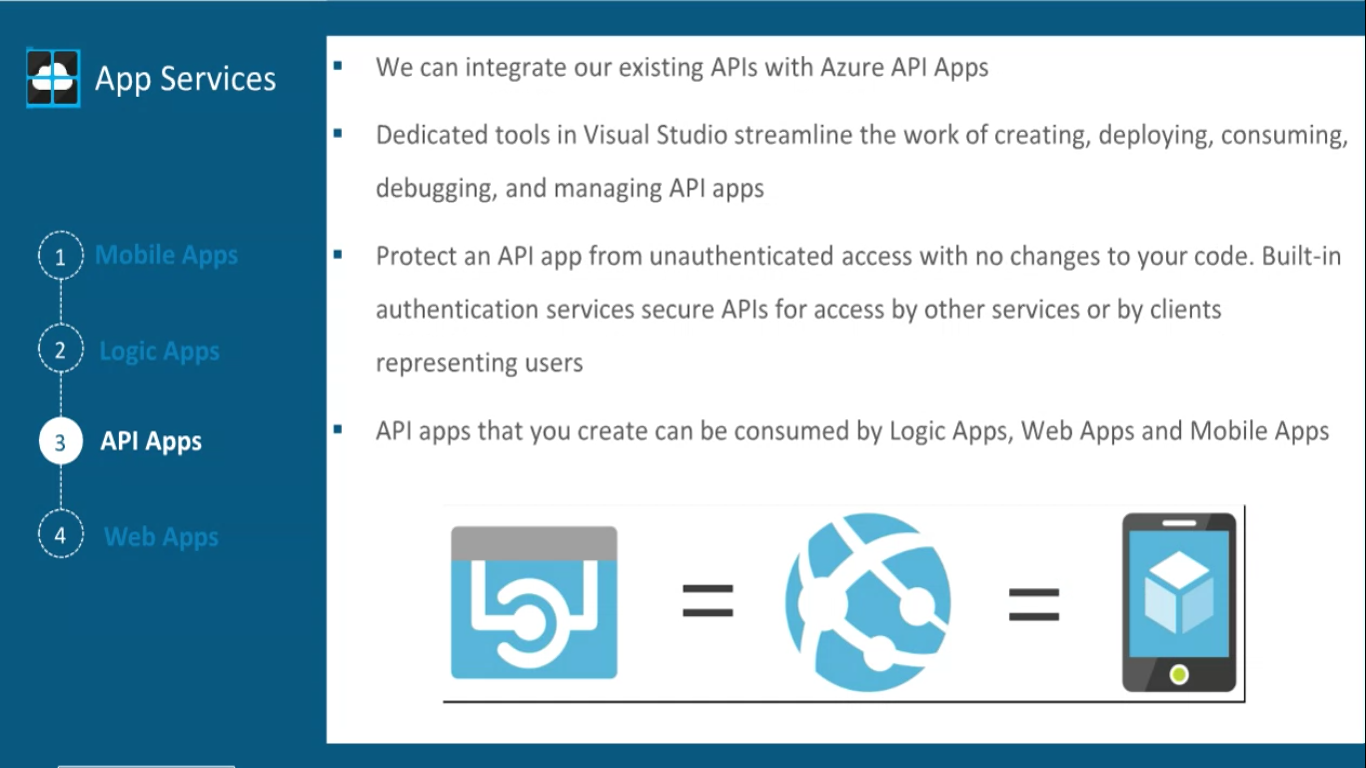 App Services
1 Mobile Apps
2 Logic Apps
3 API Apps
4 Web Apps
▪ We can integrate our existing APIs with Azure API Apps
▪ Dedicated tools in Visual Studio streamline the work of creating, deploying, consuming,
debugging, and managing API apps
▪ Protect an API app from unauthenticated access with no changes to your code. Built-in
authentication services secure APIs for access by other services or by clients
representing users
▪ API apps that you create can be consumed by Logic Apps, Web Apps and Mobile Apps
= =